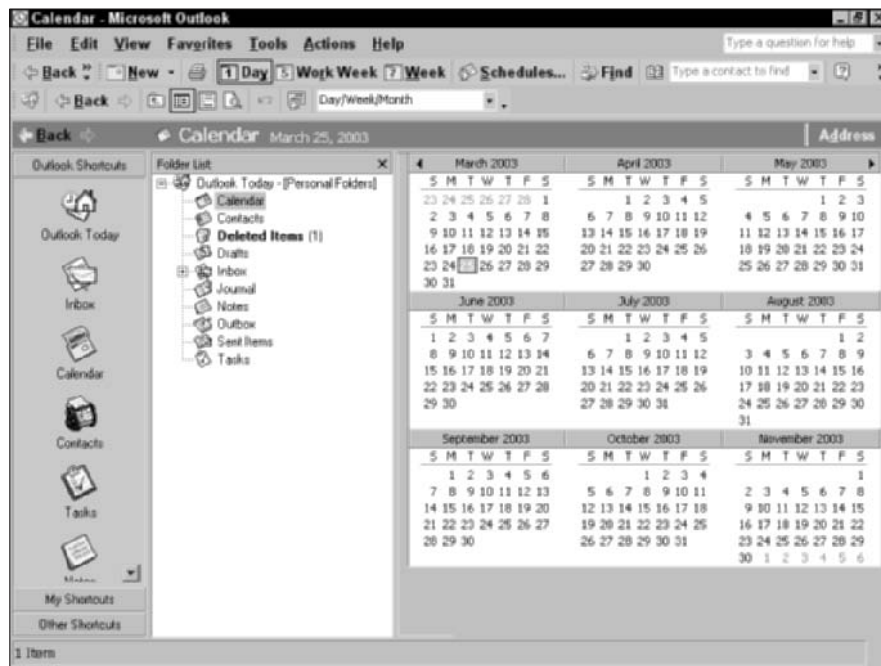 Calendar - Microsoft Outlook
File Edit View Favorites Tools Actions Help Type a question for help
Back New 1 Day 5 Work Week 7 Week Schedules... Find Type a contact to find
Back Day/Week/Month
Back Calendar March 25, 2003 Address
Outlook Shortcuts
Outlook Today
Inbox
Calendar
Contacts
Tasks
Notes
My Shortcuts
Other Shortcuts
Folder List
Outlook Today - [Personal Folders]
Calendar
Contacts
Deleted Items (1)
Drafts
Inbox
Journal
Notes
Outbox
Sent Items
Tasks
March 2003
S M T W T F S
23 24 25 26 27 28 1
2 3 4 5 6 7 8
9 10 11 12 13 14 15
16 17 18 19 20 21 22
23 24 25 26 27 28 29
30 31
April 2003
S M T W T F S
1 2 3 4 5
6 7 8 9 10 11 12
13 14 15 16 17 18 19
20 21 22 23 24 25 26
27 28 29 30
May 2003
S M T W T F S
1 2 3
4 5 6 7 8 9 10
11 12 13 14 15 16 17
18 19 20 21 22 23 24
25 26 27 28 29 30 31
June 2003
S M T W T F S
1 2 3 4 5 6 7
8 9 10 11 12 13 14
15 16 17 18 19 20 21
22 23 24 25 26 27 28
29 30
July 2003
S M T W T F S
1 2 3 4 5
6 7 8 9 10 11 12
13 14 15 16 17 18 19
20 21 22 23 24 25 26
27 28 29 30 31
August 2003
S M T W T F S
1 2
3 4 5 6 7 8 9
10 11 12 13 14 15 16
17 18 19 20 21 22 23
24 25 26 27 28 29 30
31
September 2003
S M T W T F S
1 2 3 4 5 6
7 8 9 10 11 12 13
14 15 16 17 18 19 20
21 22 23 24 25 26 27
28 29 30
October 2003
S M T W T F S
1 2 3 4
5 6 7 8 9 10 11
12 13 14 15 16 17 18
19 20 21 22 23 24 25
26 27 28 29 30 31
November 2003
S M T W T F S
1
2 3 4 5 6 7 8
9 10 11 12 13 14 15
16 17 18 19 20 21 22
23 24 25 26 27 28 29
30 1 2 3 4 5 6
1 Item